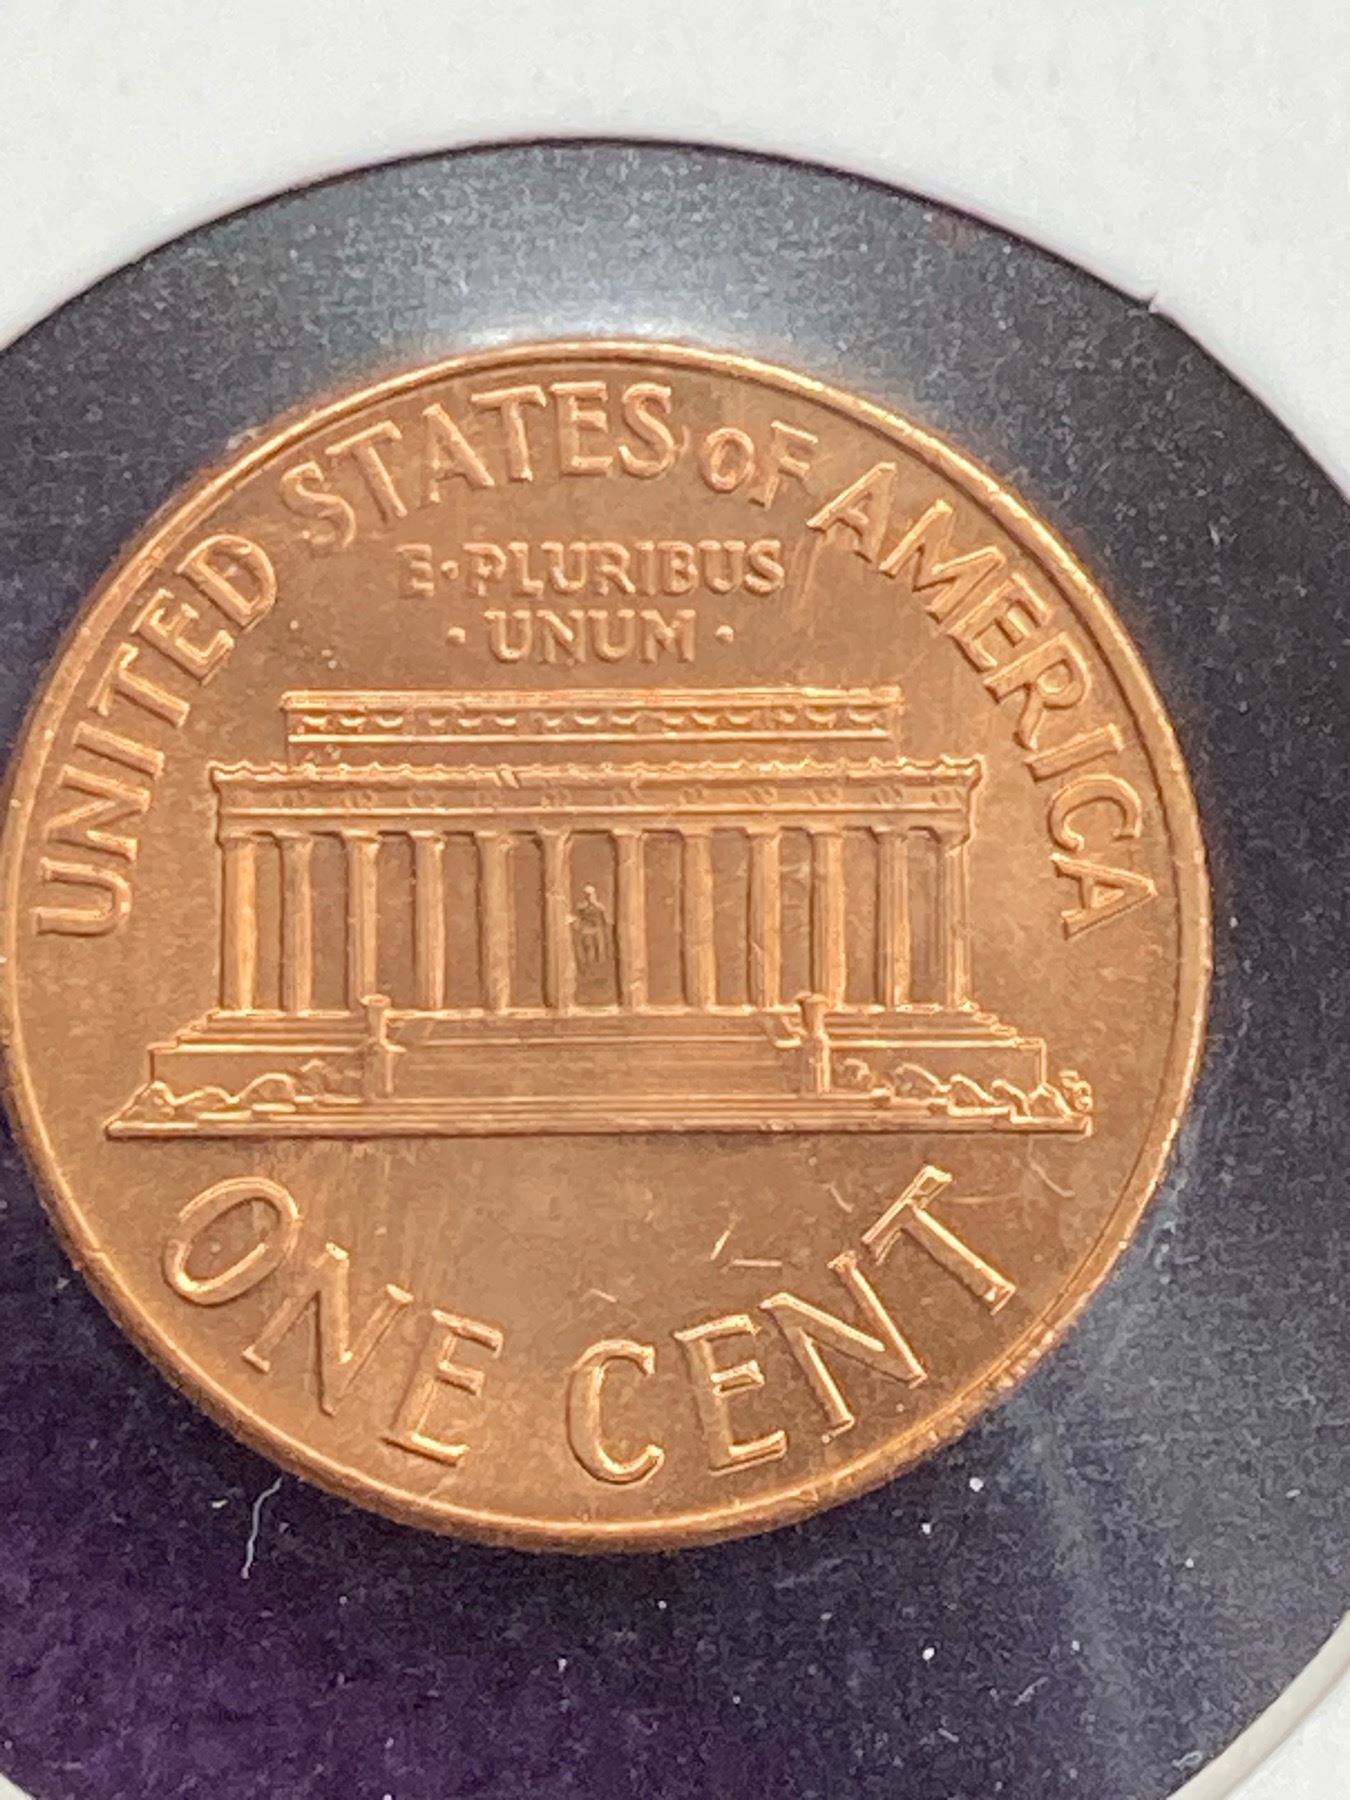 UNITED STATES OF AMERICA
E·PLURIBUS
·UNUM·
ONE CENT